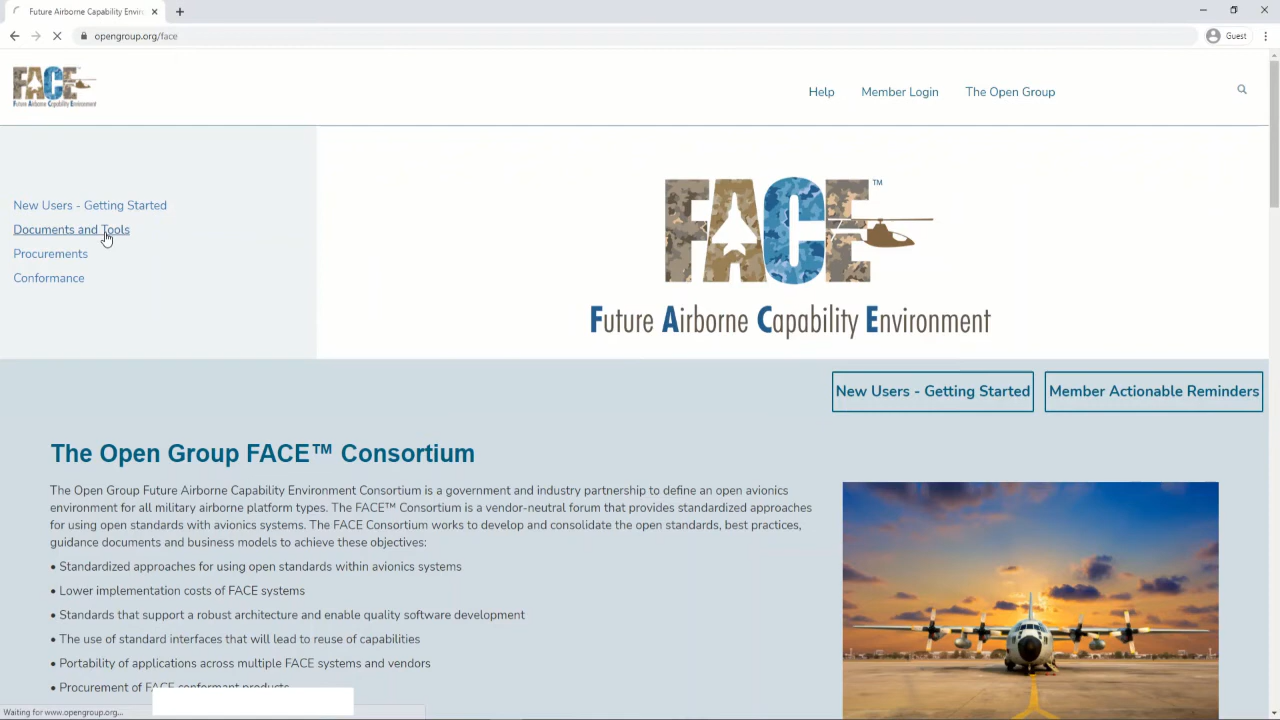 Future Airborne Capability Envir
opengroup.org/face
Guest
FACE
Future Airborne Capability Environment
Help
Member Login
The Open Group
New Users - Getting Started
Documents and Tools
Procurements
Conformance
FACE™
Future Airborne Capability Environment
New Users - Getting Started
Member Actionable Reminders
The Open Group FACE™ Consortium
The Open Group Future Airborne Capability Environment Consortium is a government and industry partnership to define an open avionics
environment for all military airborne platform types. The FACE™ Consortium is a vendor-neutral forum that provides standardized approaches
for using open standards with avionics systems. The FACE Consortium works to develop and consolidate the open standards, best practices,
guidance documents and business models to achieve these objectives:
• Standardized approaches for using open standards within avionics systems
• Lower implementation costs of FACE systems
• Standards that support a robust architecture and enable quality software development
• The use of standard interfaces that will lead to reuse of capabilities
• Portability of applications across multiple FACE systems and vendors
• Procurement of FACE conformant products
Waiting for www.opengroup.org...